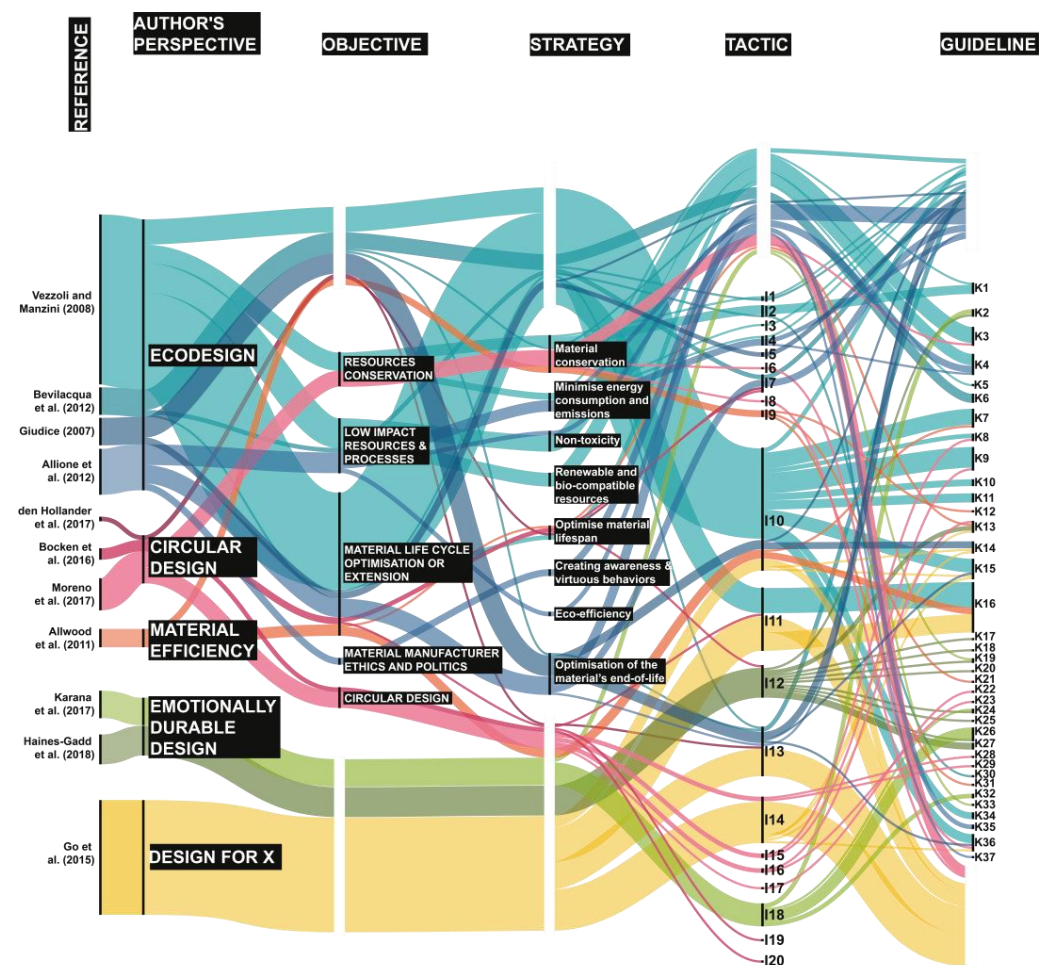 REFERENCE
AUTHOR'S
PERSPECTIVE
OBJECTIVE
STRATEGY
TACTIC
GUIDELINE
Vezzoli and
Manzini (2008)
Bevilacqua
et al. (2012)
Giudice (2007)
Allione et
al. (2012)
den Hollander
et al. (2017)
Bocken et
al. (2016)
Moreno
et al. (2017)
Allwood
et al. (2011)
Karana
et al. (2017)
Haines-Gadd
et al. (2018)
Go et
al. (2015)
ECODESIGN
CIRCULAR
DESIGN
MATERIAL
EFFICIENCY
EMOTIONALLY
DURABLE
DESIGN
DESIGN FOR X
RESOURCES
CONSERVATION
LOW IMPACT
RESOURCES &
PROCESSES
MATERIAL LIFE CYCLE
OPTIMISATION OR
EXTENSION
MATERIAL MANUFACTURER
ETHICS AND POLITICS
CIRCULAR DESIGN
Material
conservation
Minimise energy
consumption and
emissions
Non-toxicity
Renewable and
bio-compatible
resources
Optimise material
lifespan
Creating awareness &
virtuous behaviors
Eco-efficiency
Optimisation of the
material's end-of-life
I1
I2
I3
I4
I5
I6
I7
I8
I9
I10
I11
I12
I13
I14
I15
I16
I17
I18
I19
I20
K1
K2
K3
K4
K5
K6
K7
K8
K9
K10
K11
K12
K13
K14
K15
K16
K17
K18
K19
K20
K21
K22
K23
K24
K25
K26
K27
K28
K29
K30
K31
K32
K33
K34
K35
K36
K37